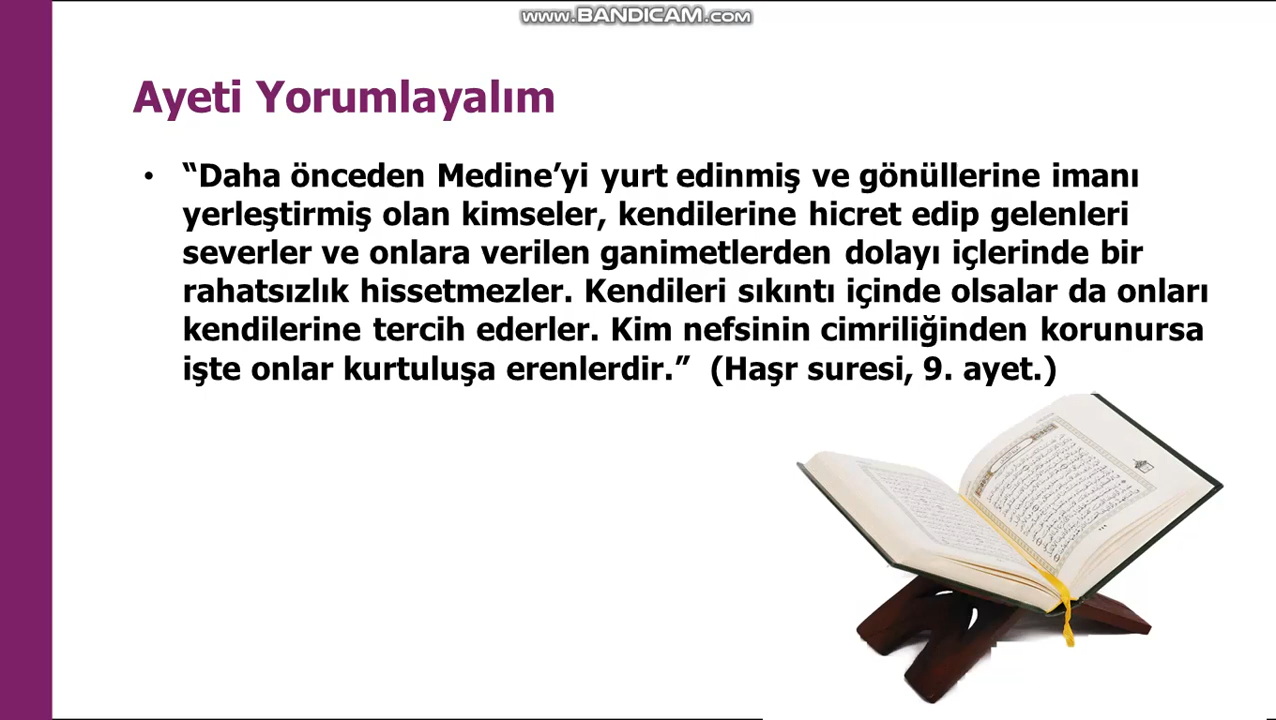 www.BANDICAM.com
Ayeti Yorumlayalım
• “Daha önceden Medine’yi yurt edinmiş ve gönüllerine imanı
yerleştirmiş olan kimseler, kendilerine hicret edip gelenleri
severler ve onlara verilen ganimetlerden dolayı içlerinde bir
rahatsızlık hissetmezler. Kendileri sıkıntı içinde olsalar da onları
kendilerine tercih ederler. Kim nefsinin cimriliğinden korunursa
işte onlar kurtuluşa erenlerdir.” (Haşr suresi, 9. ayet.)